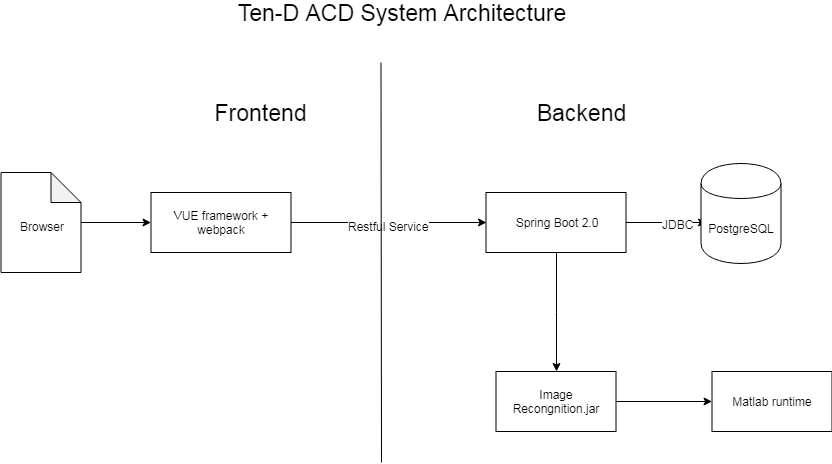 Ten-D ACD System Architecture
Frontend
Backend
Browser
VUE framework +
webpack
Restful Service
Spring Boot 2.0
JDBC
PostgreSQL
Image
Recongnition.jar
Matlab runtime